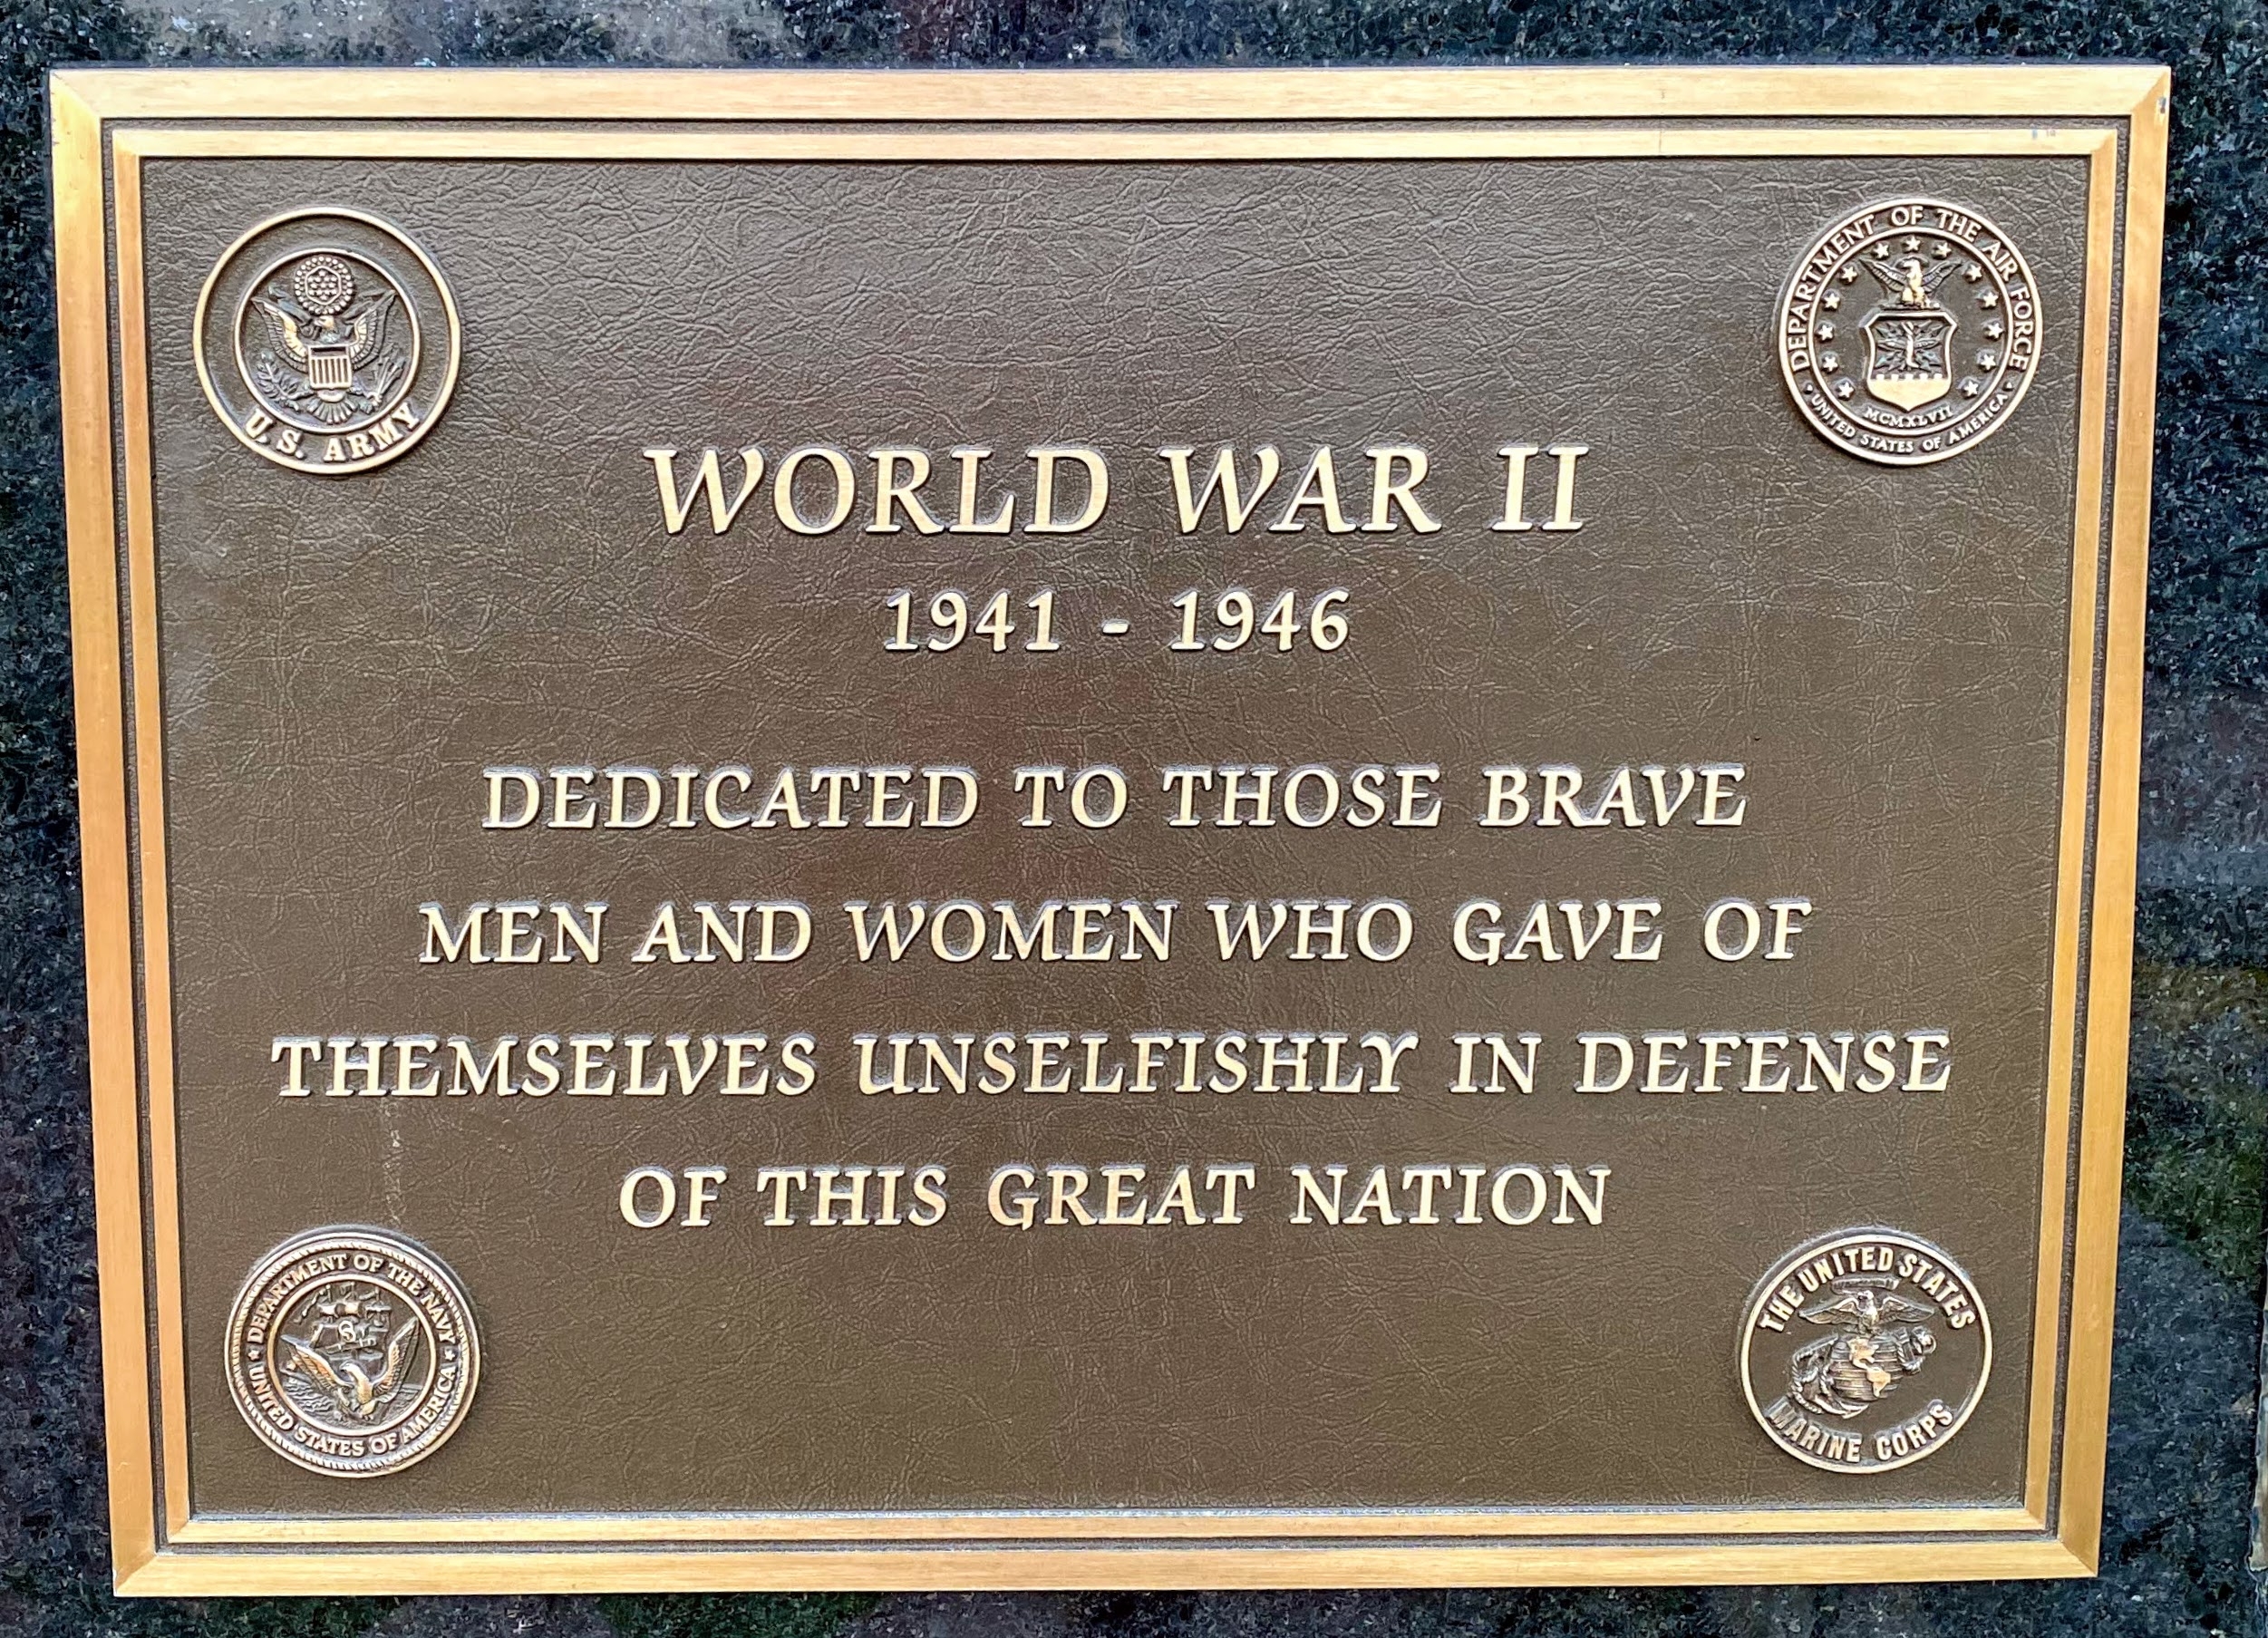 U.S. ARMY
DEPARTMENT OF THE AIR FORCE
MCMXLVII
UNITED STATES OF AMERICA
WORLD WAR II
1941 - 1946
DEDICATED TO THOSE BRAVE
MEN AND WOMEN WHO GAVE OF
THEMSELVES UNSELFISHLY IN DEFENSE
OF THIS GREAT NATION
DEPARTMENT OF THE NAVY
UNITED STATES OF AMERICA
THE UNITED STATES
MARINE CORPS